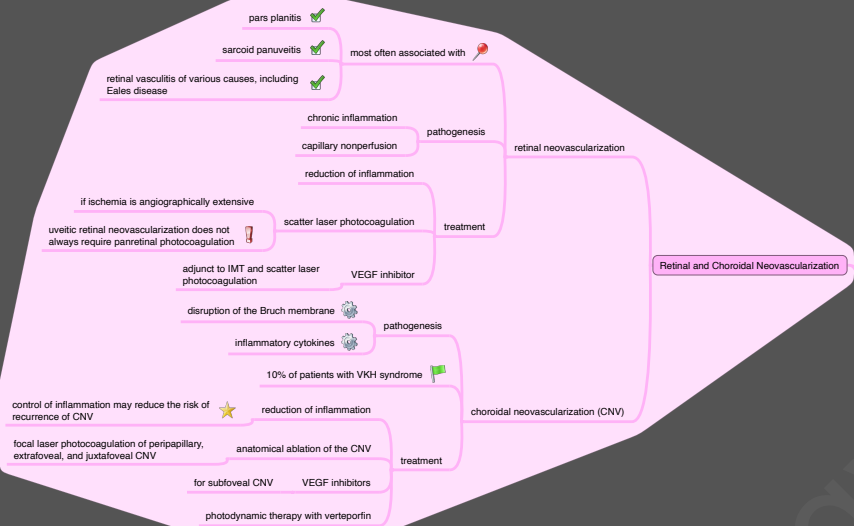 Retinal and Choroidal Neovascularization
retinal neovascularization
most often associated with
pars planitis
sarcoid panuveitis
retinal vasculitis of various causes, including
Eales disease
pathogenesis
chronic inflammation
capillary nonperfusion
treatment
reduction of inflammation
scatter laser photocoagulation
if ischemia is angiographically extensive
uveitic retinal neovascularization does not
always require panretinal photocoagulation
VEGF inhibitor
adjunct to IMT and scatter laser
photocoagulation
choroidal neovascularization (CNV)
pathogenesis
disruption of the Bruch membrane
inflammatory cytokines
10% of patients with VKH syndrome
treatment
reduction of inflammation
control of inflammation may reduce the risk of
recurrence of CNV
anatomical ablation of the CNV
focal laser photocoagulation of peripapillary,
extrafoveal, and juxtafoveal CNV
VEGF inhibitors
for subfoveal CNV
photodynamic therapy with verteporfin